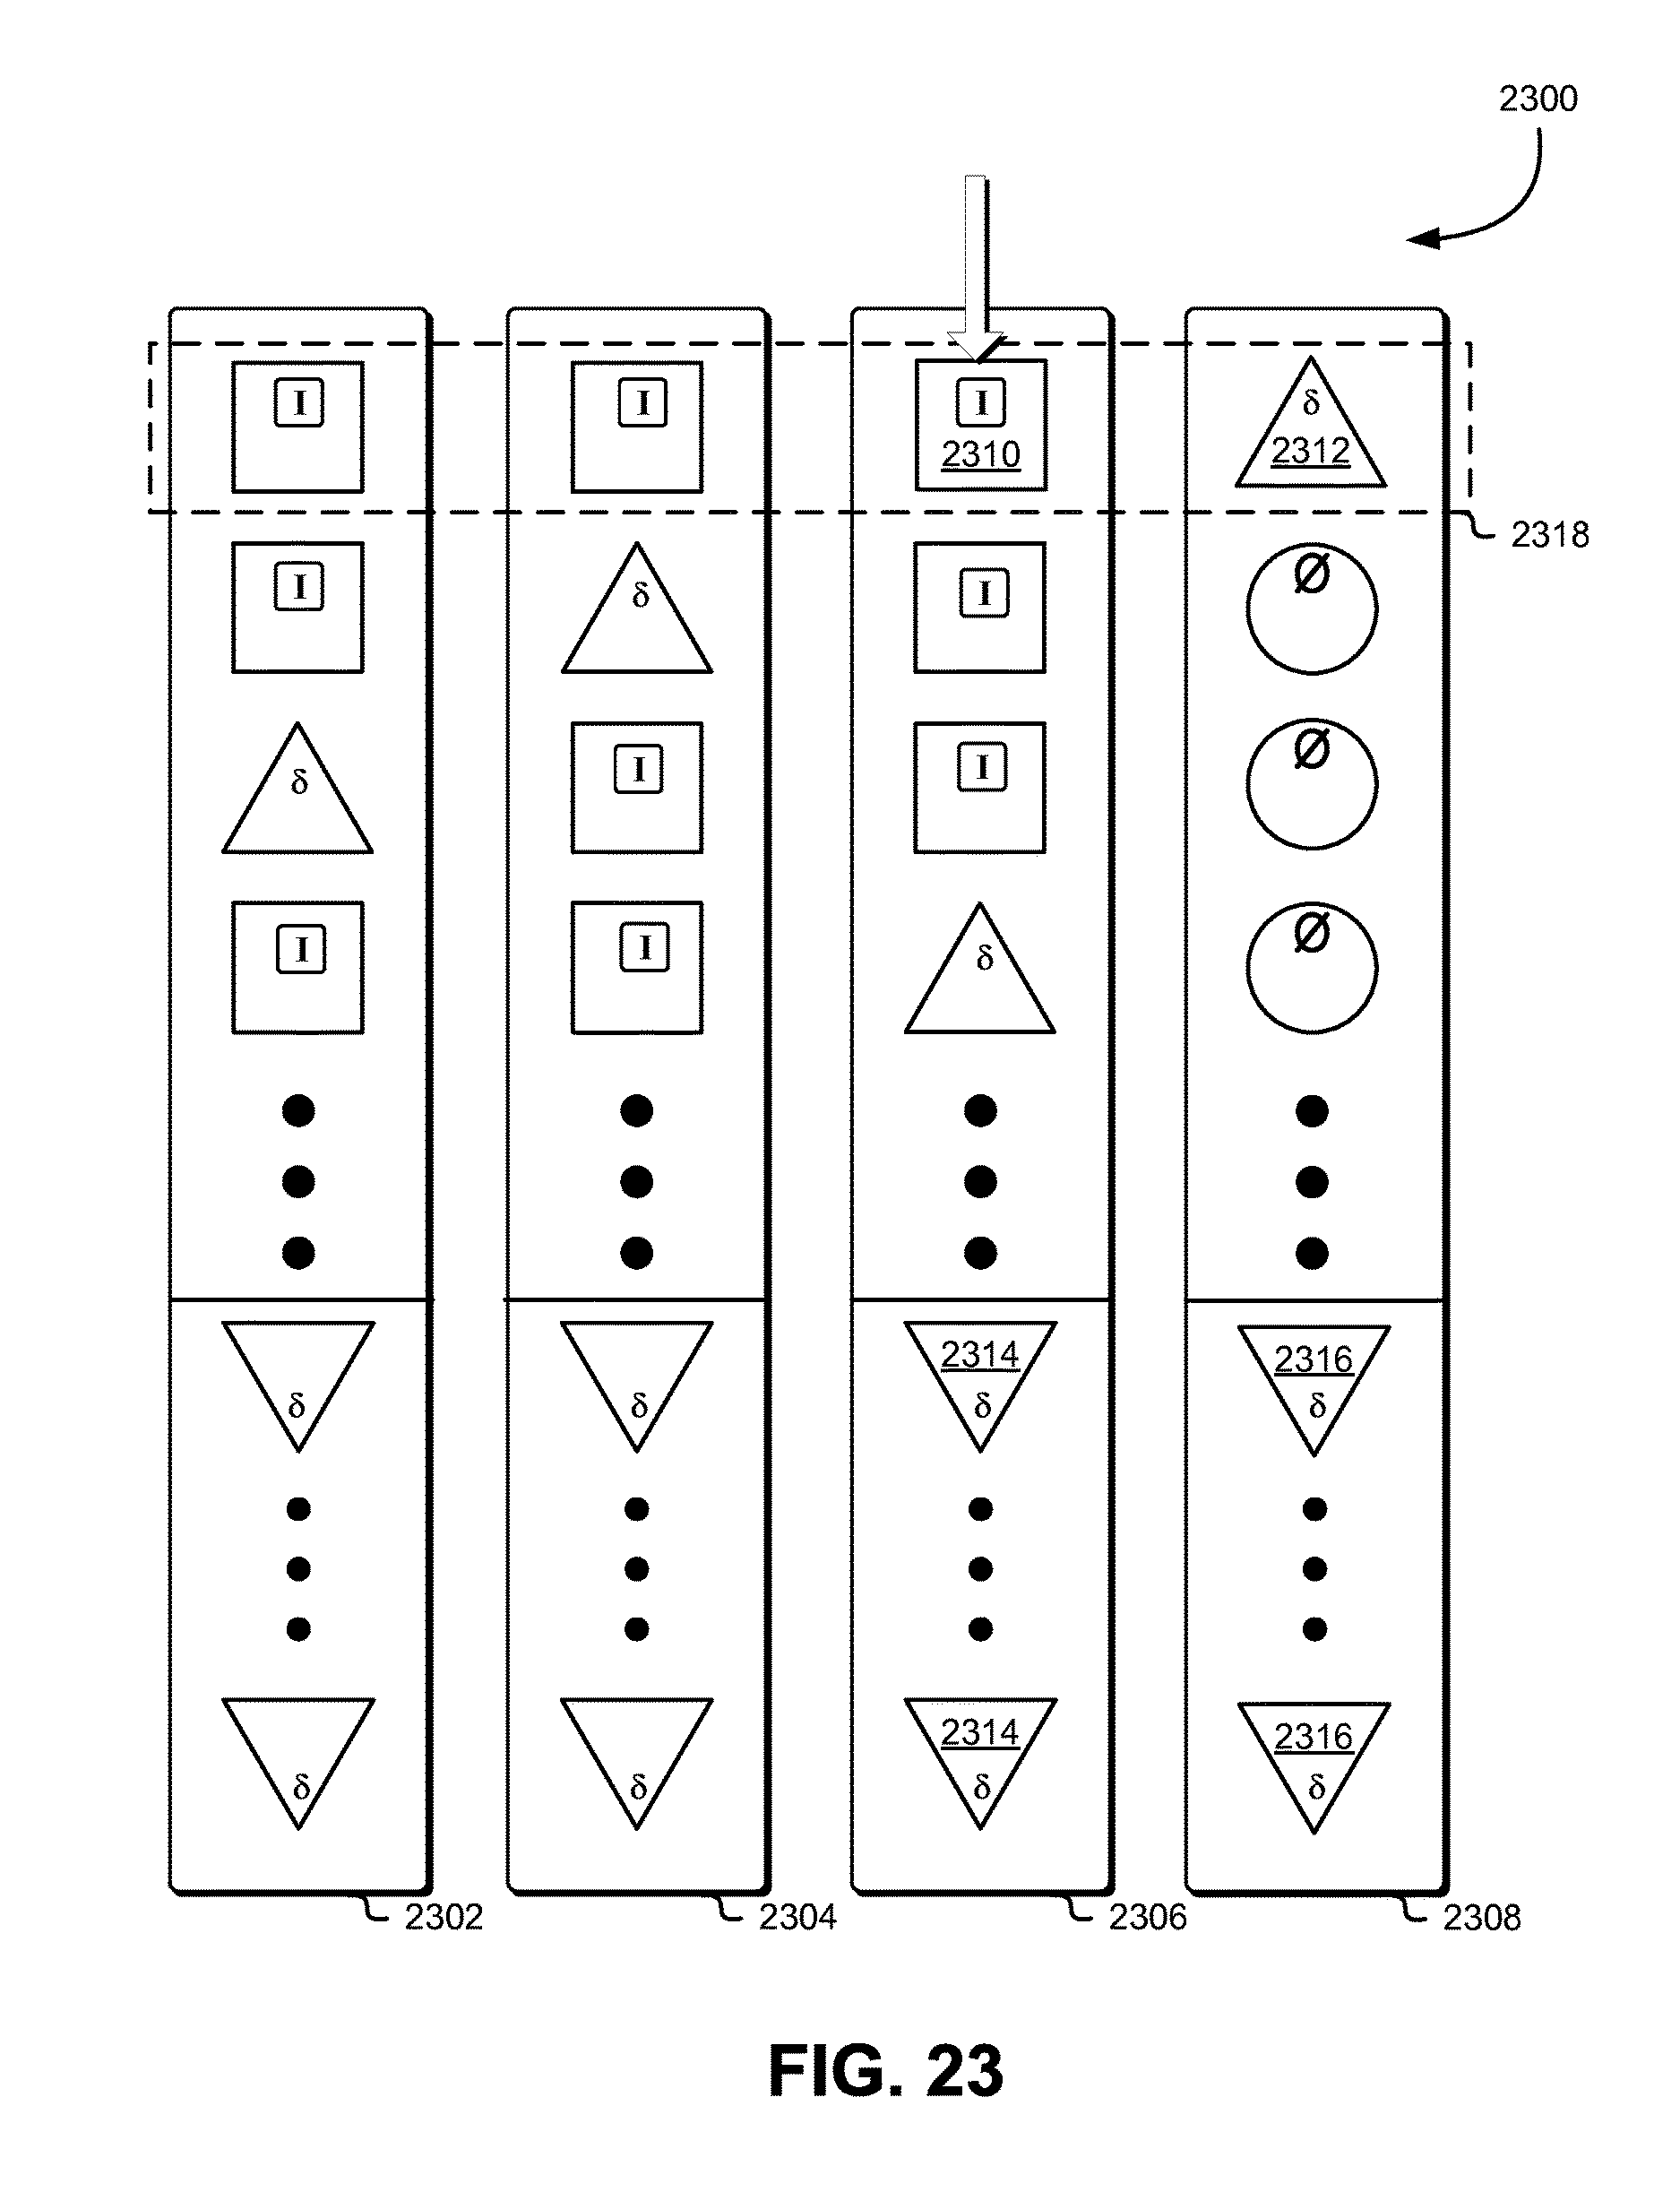 2300
I I I δ
2310 2312
2318
I δ I Ø
δ I I Ø
I I δ Ø
2314 2316
δ δ δ δ
2314 2316
δ δ δ δ
2302 2304 2306 2308
FIG. 23